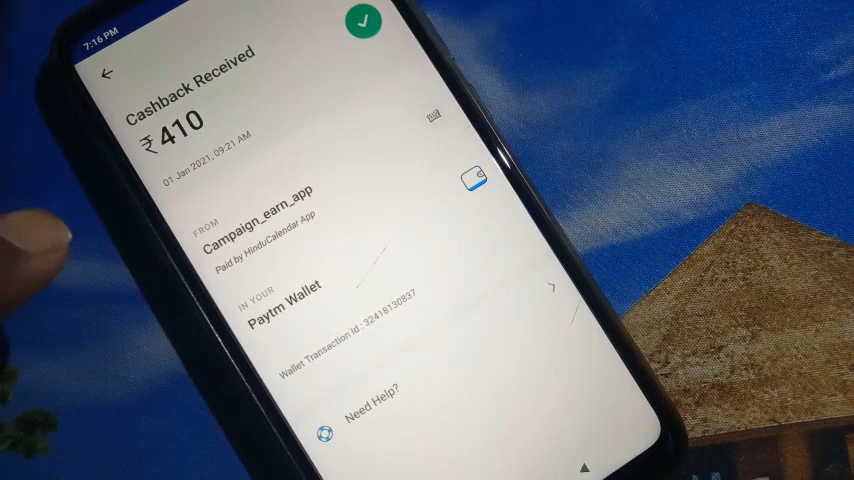 7:16 PM
Cashback Received
₹410
01 Jan 2021, 09:21 AM
FROM
Campaign_earn_app
Paid by HinduCalendar App
IN YOUR
Paytm Wallet
Wallet Transaction Id : 32418130837
Need Help?